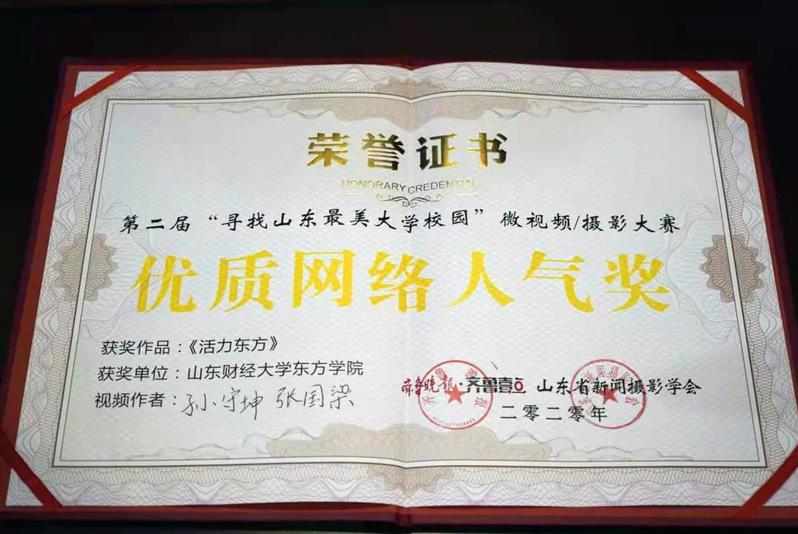 荣誉证书
HONORARY CREDENTIAL
第二届“寻找山东最美大学校园”微视频/摄影大赛
优质网络人气奖
获奖作品：《活力东方》
获奖单位：山东财经大学东方学院
视频作者：孙守坤 张国梁
齐鲁晚报·齐鲁壹点 山东省新闻摄影学会
二零二零年